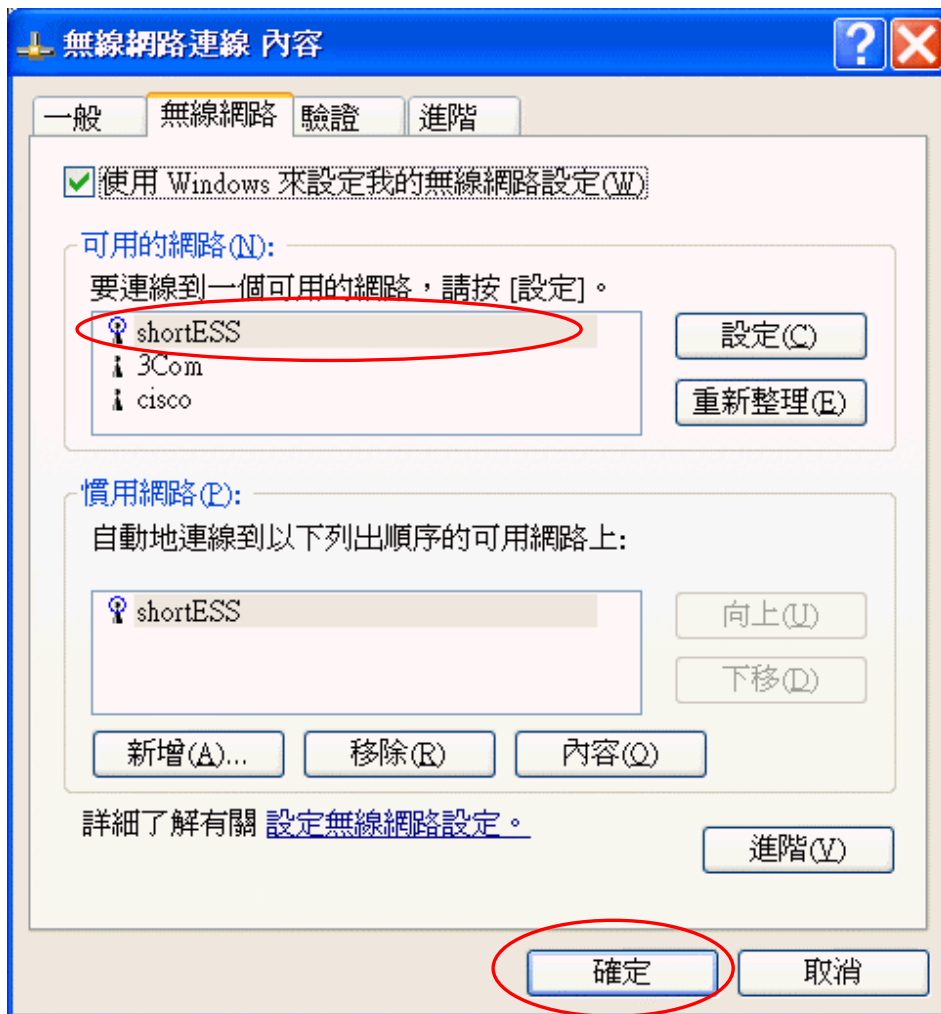 無線網路連線 內容
一般 無線網路 驗證 進階
使用 Windows 來設定我的無線網路設定(W)
可用的網路(N):
要連線到一個可用的網路，請按 [設定]。
shortESS
設定(C)
3Com
cisco
重新整理(E)
慣用網路(P):
自動地連線到以下列出順序的可用網路上:
shortESS
向上(U)
下移(D)
新增(A)... 移除(R) 內容(O)
詳細了解有關 設定無線網路設定。
進階(V)
確定 取消